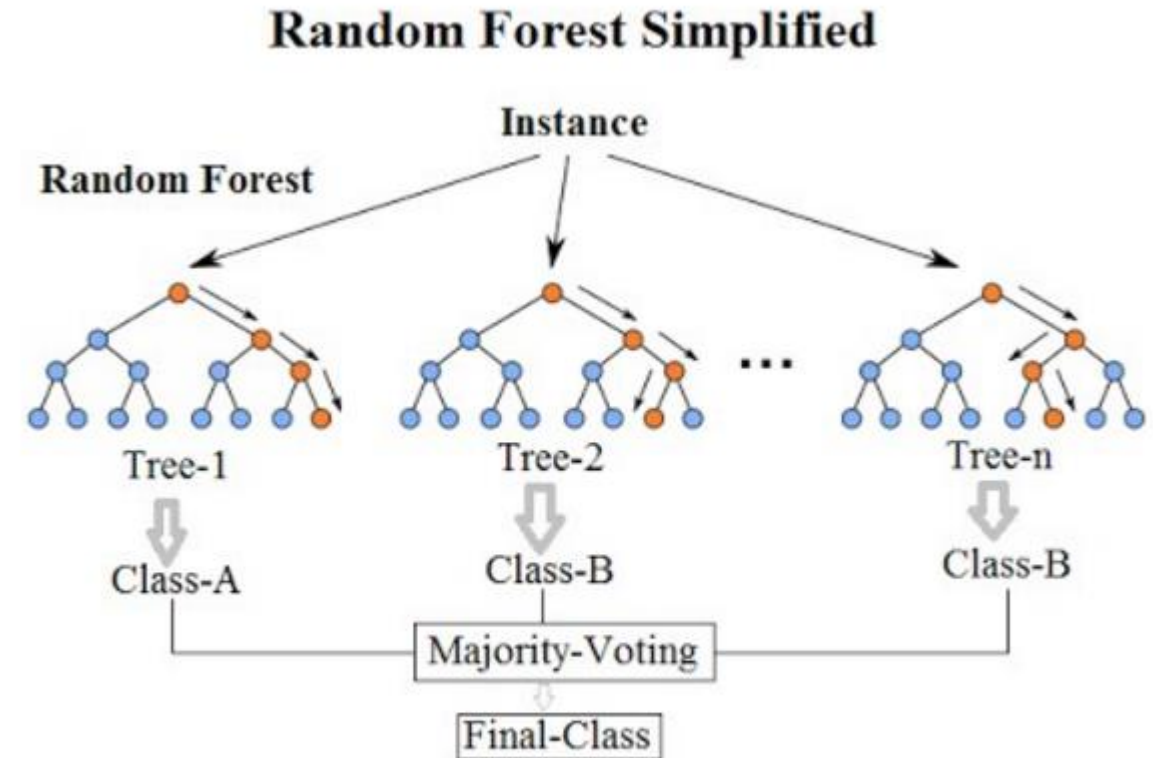 Random Forest Simplified
Instance
Random Forest
...
Tree-1
Tree-2
Tree-n
Class-A
Class-B
Class-B
Majority-Voting
Final-Class